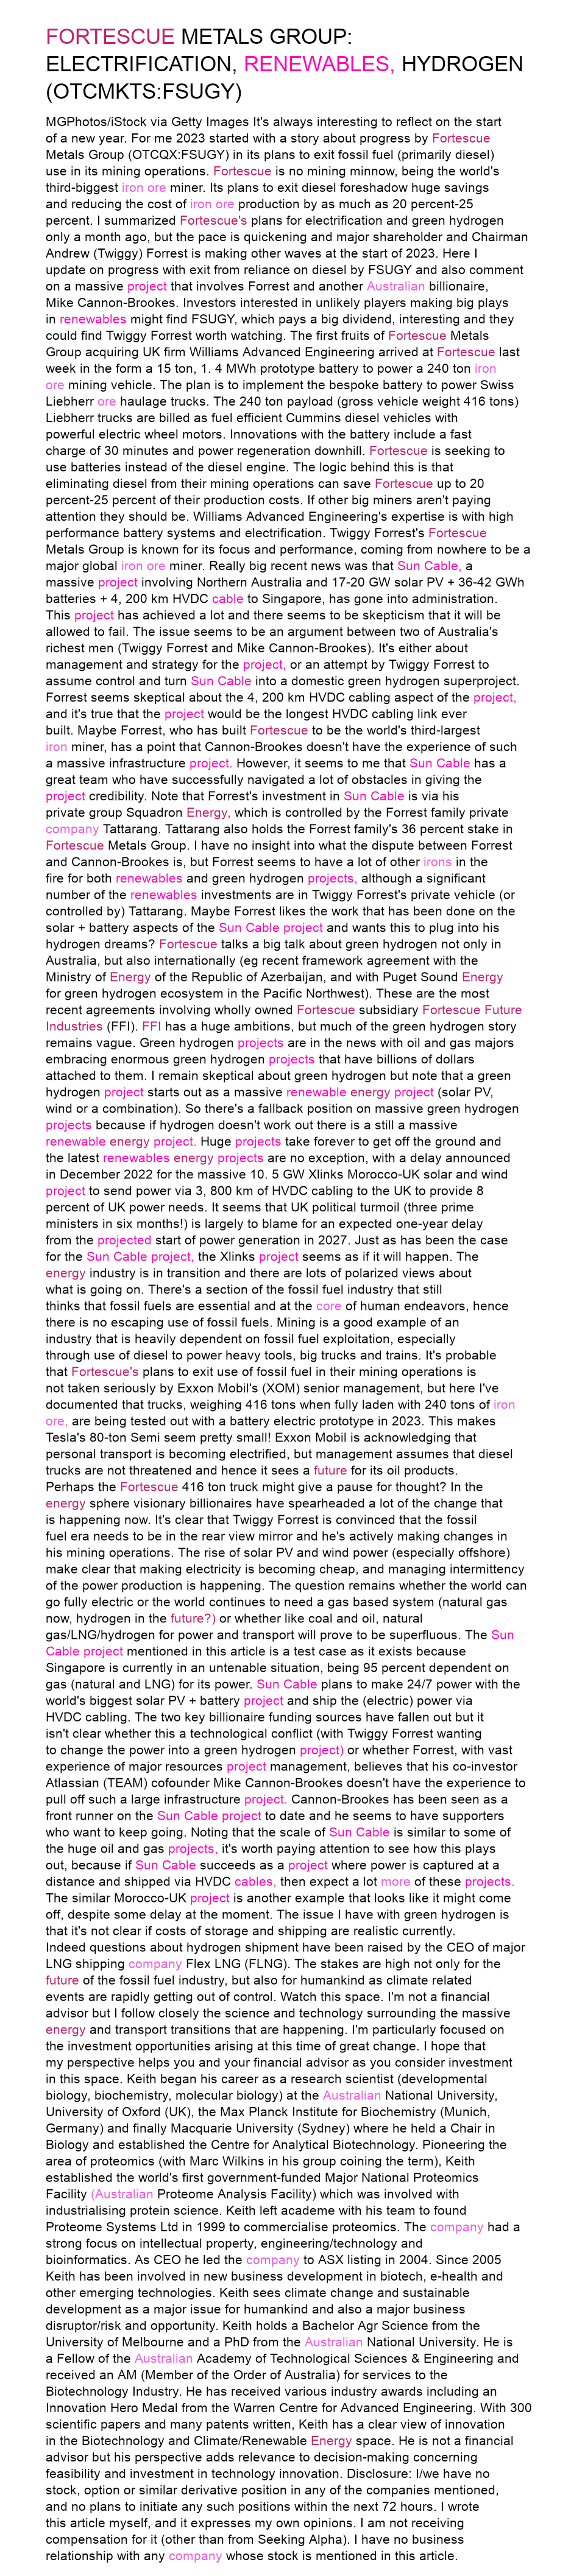 FORTESCUE METALS GROUP:
ELECTRIFICATION, RENEWABLES, HYDROGEN
(OTCMKTS:FSUGY)
MGPhotos/iStock via Getty Images It's always interesting to reflect on the start
of a new year. For me 2023 started with a story about progress by Fortescue
Metals Group (OTCQX:FSUGY) in its plans to exit fossil fuel (primarily diesel)
use in its mining operations. Fortescue is no mining minnow, being the world's
third-biggest iron ore miner. Its plans to exit diesel foreshadow huge savings
and reducing the cost of iron ore production by as much as 20 percent-25
percent. I summarized Fortescue's plans for electrification and green hydrogen
only a month ago, but the pace is quickening and major shareholder and Chairman
Andrew (Twiggy) Forrest is making other waves at the start of 2023. Here I
update on progress with exit from reliance on diesel by FSUGY and also comment
on a massive project that involves Forrest and another Australian billionaire,
Mike Cannon-Brookes. Investors interested in unlikely players making big plays
in renewables might find FSUGY, which pays a big dividend, interesting and they
could find Twiggy Forrest worth watching. The first fruits of Fortescue Metals
Group acquiring UK firm Williams Advanced Engineering arrived at Fortescue last
week in the form a 15 ton, 1. 4 MWh prototype battery to power a 240 ton iron
ore mining vehicle. The plan is to implement the bespoke battery to power Swiss
Liebherr ore haulage trucks. The 240 ton payload (gross vehicle weight 416 tons)
Liebherr trucks are billed as fuel efficient Cummins diesel vehicles with
powerful electric wheel motors. Innovations with the battery include a fast
charge of 30 minutes and power regeneration downhill. Fortescue is seeking to
use batteries instead of the diesel engine. The logic behind this is that
eliminating diesel from their mining operations can save Fortescue up to 20
percent-25 percent of their production costs. If other big miners aren't paying
attention they should be. Williams Advanced Engineering's expertise is with high
performance battery systems and electrification. Twiggy Forrest's Fortescue
Metals Group is known for its focus and performance, coming from nowhere to be a
major global iron ore miner. Really big recent news was that Sun Cable, a
massive project involving Northern Australia and 17-20 GW solar PV + 36-42 GWh
batteries + 4, 200 km HVDC cable to Singapore, has gone into administration.
This project has achieved a lot and there seems to be skepticism that it will be
allowed to fail. The issue seems to be an argument between two of Australia's
richest men (Twiggy Forrest and Mike Cannon-Brookes). It's either about
management and strategy for the project, or an attempt by Twiggy Forrest to
assume control and turn Sun Cable into a domestic green hydrogen superproject.
Forrest seems skeptical about the 4, 200 km HVDC cabling aspect of the project,
and it's true that the project would be the longest HVDC cabling link ever
built. Maybe Forrest, who has built Fortescue to be the world's third-largest
iron miner, has a point that Cannon-Brookes doesn't have the experience of such
a massive infrastructure project. However, it seems to me that Sun Cable has a
great team who have successfully navigated a lot of obstacles in giving the
project credibility. Note that Forrest's investment in Sun Cable is via his
private group Squadron Energy, which is controlled by the Forrest family private
company Tattarang. Tattarang also holds the Forrest family's 36 percent stake in
Fortescue Metals Group. I have no insight into what the dispute between Forrest
and Cannon-Brookes is, but Forrest seems to have a lot of other irons in the
fire for both renewables and green hydrogen projects, although a significant
number of the renewables investments are in Twiggy Forrest's private vehicle (or
controlled by) Tattarang. Maybe Forrest likes the work that has been done on the
solar + battery aspects of the Sun Cable project and wants this to plug into his
hydrogen dreams? Fortescue talks a big talk about green hydrogen not only in
Australia, but also internationally (eg recent framework agreement with the
Ministry of Energy of the Republic of Azerbaijan, and with Puget Sound Energy
for green hydrogen ecosystem in the Pacific Northwest). These are the most
recent agreements involving wholly owned Fortescue subsidiary Fortescue Future
Industries (FFI). FFI has a huge ambitions, but much of the green hydrogen story
remains vague. Green hydrogen projects are in the news with oil and gas majors
embracing enormous green hydrogen projects that have billions of dollars
attached to them. I remain skeptical about green hydrogen but note that a green
hydrogen project starts out as a massive renewable energy project (solar PV,
wind or a combination). So there's a fallback position on massive green hydrogen
projects because if hydrogen doesn't work out there is a still a massive
renewable energy project. Huge projects take forever to get off the ground and
the latest renewables energy projects are no exception, with a delay announced
in December 2022 for the massive 10. 5 GW Xlinks Morocco-UK solar and wind
project to send power via 3, 800 km of HVDC cabling to the UK to provide 8
percent of UK power needs. It seems that UK political turmoil (three prime
ministers in six months!) is largely to blame for an expected one-year delay
from the projected start of power generation in 2027. Just as has been the case
for the Sun Cable project, the Xlinks project seems as if it will happen. The
energy industry is in transition and there are lots of polarized views about
what is going on. There's a section of the fossil fuel industry that still
thinks that fossil fuels are essential and at the core of human endeavors, hence
there is no escaping use of fossil fuels. Mining is a good example of an
industry that is heavily dependent on fossil fuel exploitation, especially
through use of diesel to power heavy tools, big trucks and trains. It's probable
that Fortescue's plans to exit use of fossil fuel in their mining operations is
not taken seriously by Exxon Mobil's (XOM) senior management, but here I've
documented that trucks, weighing 416 tons when fully laden with 240 tons of iron
ore, are being tested out with a battery electric prototype in 2023. This makes
Tesla's 80-ton Semi seem pretty small! Exxon Mobil is acknowledging that
personal transport is becoming electrified, but management assumes that diesel
trucks are not threatened and hence it sees a future for its oil products.
Perhaps the Fortescue 416 ton truck might give a pause for thought? In the
energy sphere visionary billionaires have spearheaded a lot of the change that
is happening now. It's clear that Twiggy Forrest is convinced that the fossil
fuel era needs to be in the rear view mirror and he's actively making changes in
his mining operations. The rise of solar PV and wind power (especially offshore)
make clear that making electricity is becoming cheap, and managing intermittency
of the power production is happening. The question remains whether the world can
go fully electric or the world continues to need a gas based system (natural gas
now, hydrogen in the future?) or whether like coal and oil, natural
gas/LNG/hydrogen for power and transport will prove to be superfluous. The Sun
Cable project mentioned in this article is a test case as it exists because
Singapore is currently in an untenable situation, being 95 percent dependent on
gas (natural and LNG) for its power. Sun Cable plans to make 24/7 power with the
world's biggest solar PV + battery project and ship the (electric) power via
HVDC cabling. The two key billionaire funding sources have fallen out but it
isn't clear whether this a technological conflict (with Twiggy Forrest wanting
to change the power into a green hydrogen project) or whether Forrest, with vast
experience of major resources project management, believes that his co-investor
Atlassian (TEAM) cofounder Mike Cannon-Brookes doesn't have the experience to
pull off such a large infrastructure project. Cannon-Brookes has been seen as a
front runner on the Sun Cable project to date and he seems to have supporters
who want to keep going. Noting that the scale of Sun Cable is similar to some of
the huge oil and gas projects, it's worth paying attention to see how this plays
out, because if Sun Cable succeeds as a project where power is captured at a
distance and shipped via HVDC cables, then expect a lot more of these projects.
The similar Morocco-UK project is another example that looks like it might come
off, despite some delay at the moment. The issue I have with green hydrogen is
that it's not clear if costs of storage and shipping are realistic currently.
Indeed questions about hydrogen shipment have been raised by the CEO of major
LNG shipping company Flex LNG (FLNG). The stakes are high not only for the
future of the fossil fuel industry, but also for humankind as climate related
events are rapidly getting out of control. Watch this space. I'm not a financial
advisor but I follow closely the science and technology surrounding the massive
energy and transport transitions that are happening. I'm particularly focused on
the investment opportunities arising at this time of great change. I hope that
my perspective helps you and your financial advisor as you consider investment
in this space. Keith began his career as a research scientist (developmental
biology, biochemistry, molecular biology) at the Australian National University,
University of Oxford (UK), the Max Planck Institute for Biochemistry (Munich,
Germany) and finally Macquarie University (Sydney) where he held a Chair in
Biology and established the Centre for Analytical Biotechnology. Pioneering the
area of proteomics (with Marc Wilkins in his group coining the term), Keith
established the world's first government-funded Major National Proteomics
Facility (Australian Proteome Analysis Facility) which was involved with
industrialising protein science. Keith left academe with his team to found
Proteome Systems Ltd in 1999 to commercialise proteomics. The company had a
strong focus on intellectual property, engineering/technology and
bioinformatics. As CEO he led the company to ASX listing in 2004. Since 2005
Keith has been involved in new business development in biotech, e-health and
other emerging technologies. Keith sees climate change and sustainable
development as a major issue for humankind and also a major business
disruptor/risk and opportunity. Keith holds a Bachelor Agr Science from the
University of Melbourne and a PhD from the Australian National University. He is
a Fellow of the Australian Academy of Technological Sciences & Engineering and
received an AM (Member of the Order of Australia) for services to the
Biotechnology Industry. He has received various industry awards including an
Innovation Hero Medal from the Warren Centre for Advanced Engineering. With 300
scientific papers and many patents written, Keith has a clear view of innovation
in the Biotechnology and Climate/Renewable Energy space. He is not a financial
advisor but his perspective adds relevance to decision-making concerning
feasibility and investment in technology innovation. Disclosure: I/we have no
stock, option or similar derivative position in any of the companies mentioned,
and no plans to initiate any such positions within the next 72 hours. I wrote
this article myself, and it expresses my own opinions. I am not receiving
compensation for it (other than from Seeking Alpha). I have no business
relationship with any company whose stock is mentioned in this article.